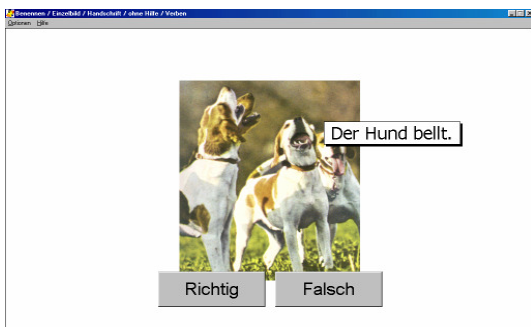 Benennen / Einzelbild / Handschrift / ohne Hilfe / Verben
Optionen Hilfe
Der Hund bellt.
Richtig Falsch